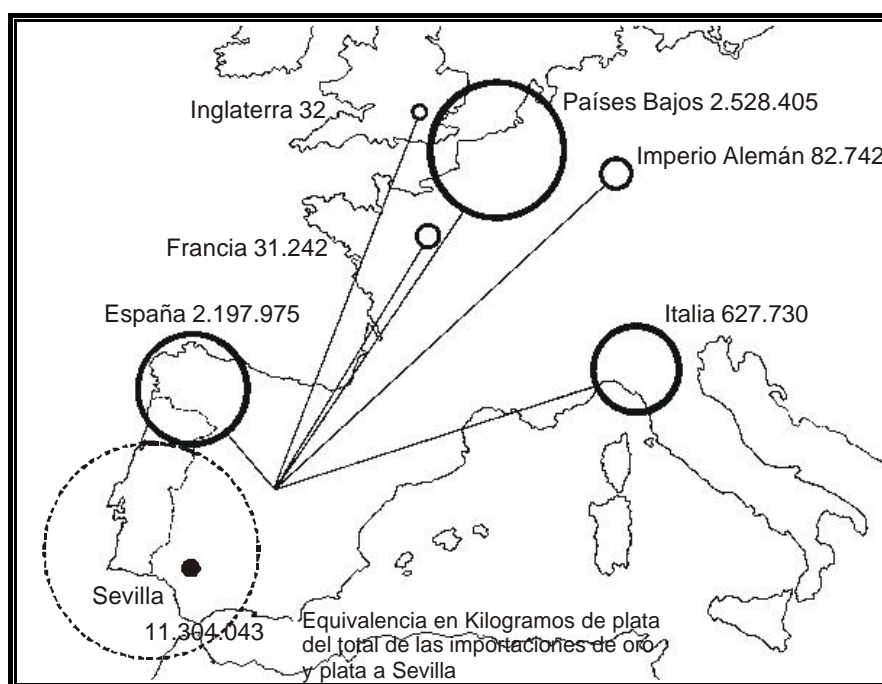 Inglaterra 32
Países Bajos 2.528.405
Imperio Alemán 82.742
Francia 31.242
España 2.197.975
Italia 627.730
Sevilla
11.304.043
Equivalencia en Kilogramos de plata
del total de las importaciones de oro
y plata a Sevilla